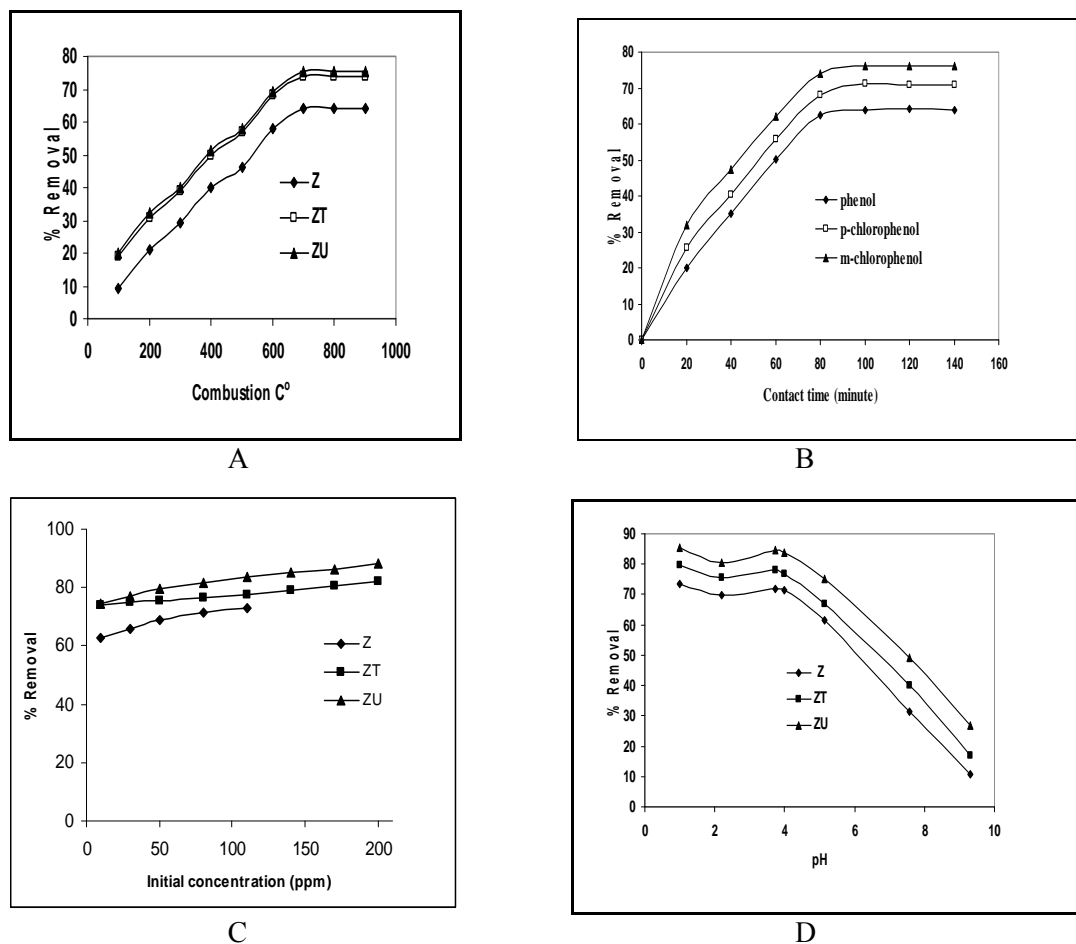 80
70
60
50
40
30
20
10
0
% Removal
0 200 400 600 800 1000
Combustion C⁰
Z
ZT
ZU
A
80
70
60
50
40
30
20
10
0
% Removal
0 20 40 60 80 100 120 140 160
Contact time (minute)
phenol
p-chlorophenol
m-chlorophenol
B
100
80
60
40
20
0
% Removal
0 50 100 150 200
Initial concentration (ppm)
Z
ZT
ZU
C
90
80
70
60
50
40
30
20
10
0
% Removal
0 2 4 6 8 10
pH
Z
ZT
ZU
D